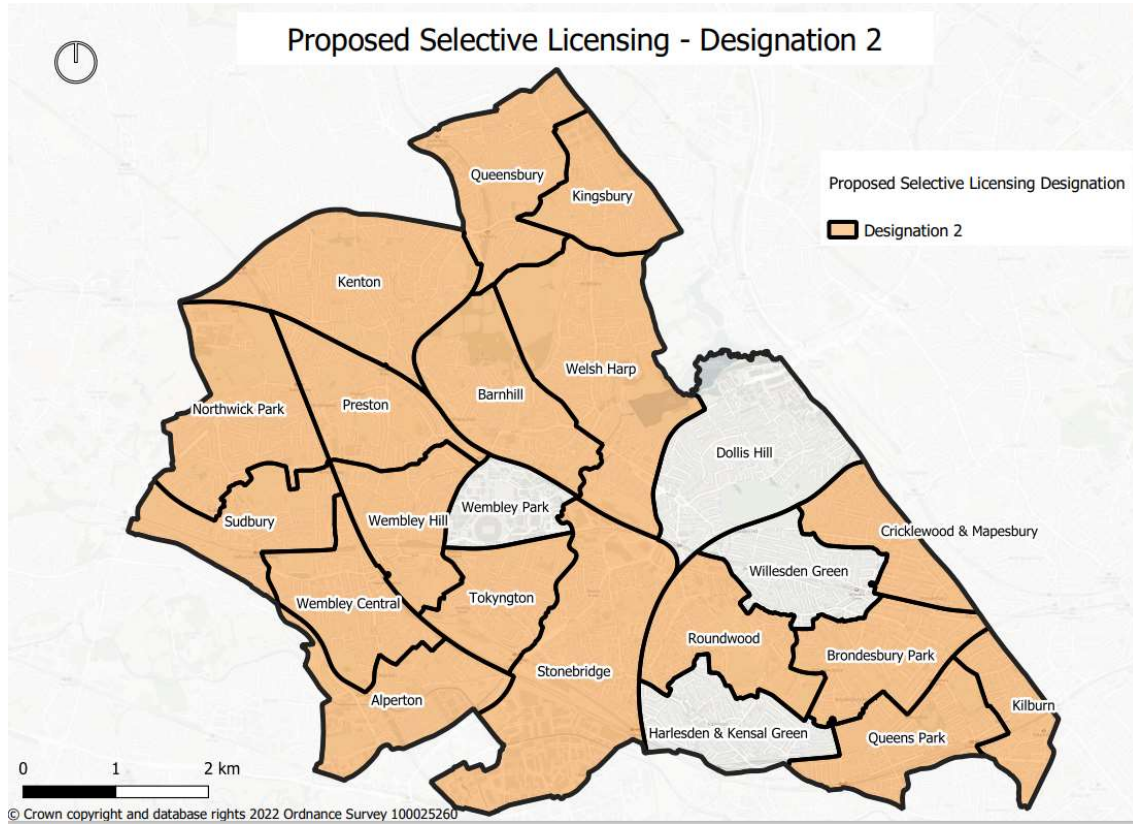 Proposed Selective Licensing - Designation 2
Queensbury
Kingsbury
Proposed Selective Licensing Designation
Designation 2
Kenton
Welsh Harp
Barnhill
Northwick Park
Preston
Dollis Hill
Wembley Park
Sudbury
Wembley Hill
Cricklewood & Mapesbury
Willesden Green
Wembley Central
Tokyngton
Roundwood
Brondesbury Park
Stonebridge
Alperton
Kilburn
Harlesden & Kensal Green
Queens Park
0 1 2 km
© Crown copyright and database rights 2022 Ordnance Survey 100025260